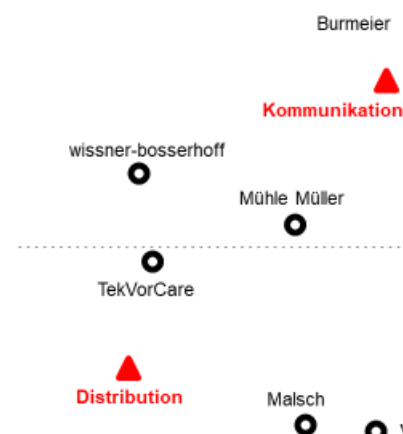 Burmeier
Kommunikation
wissner-bosserhoff
Mühle Müller
TekVorCare
Distribution
Malsch